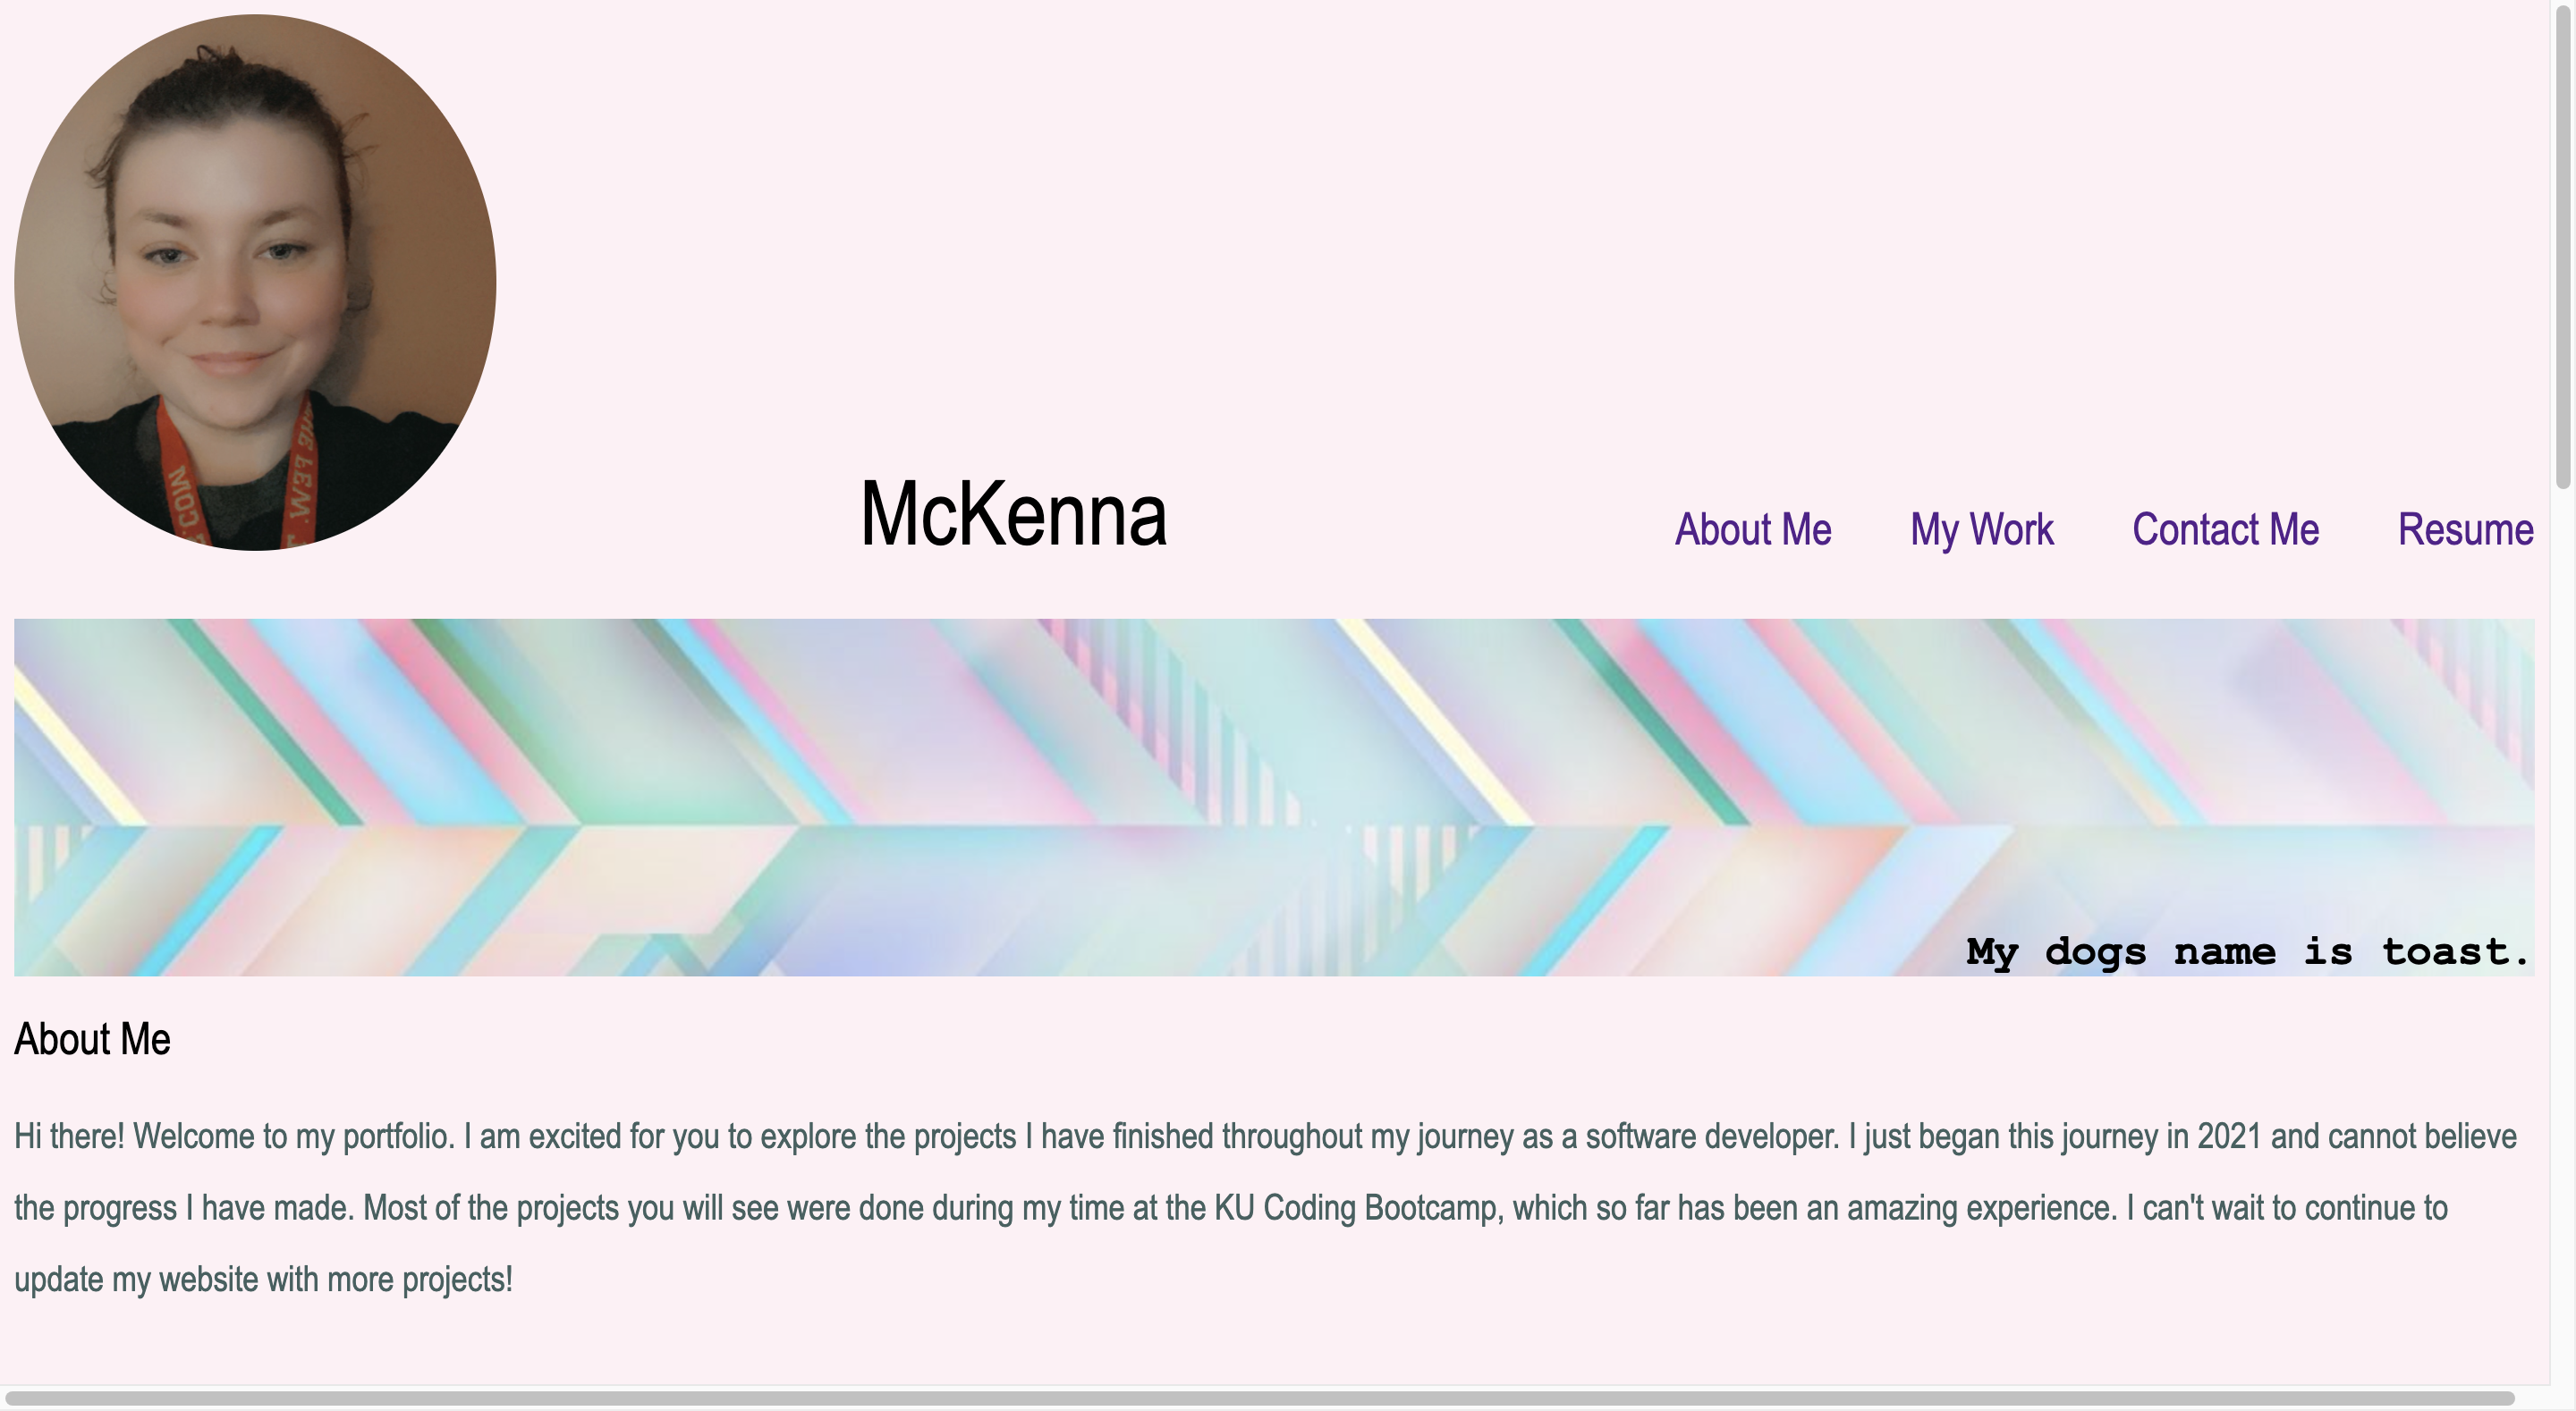 McKenna
About Me My Work Contact Me Resume
My dogs name is toast.
About Me
Hi there! Welcome to my portfolio. I am excited for you to explore the projects I have finished throughout my journey as a software developer. I just began this journey in 2021 and cannot believe
the progress I have made. Most of the projects you will see were done during my time at the KU Coding Bootcamp, which so far has been an amazing experience. I can't wait to continue to
update my website with more projects!